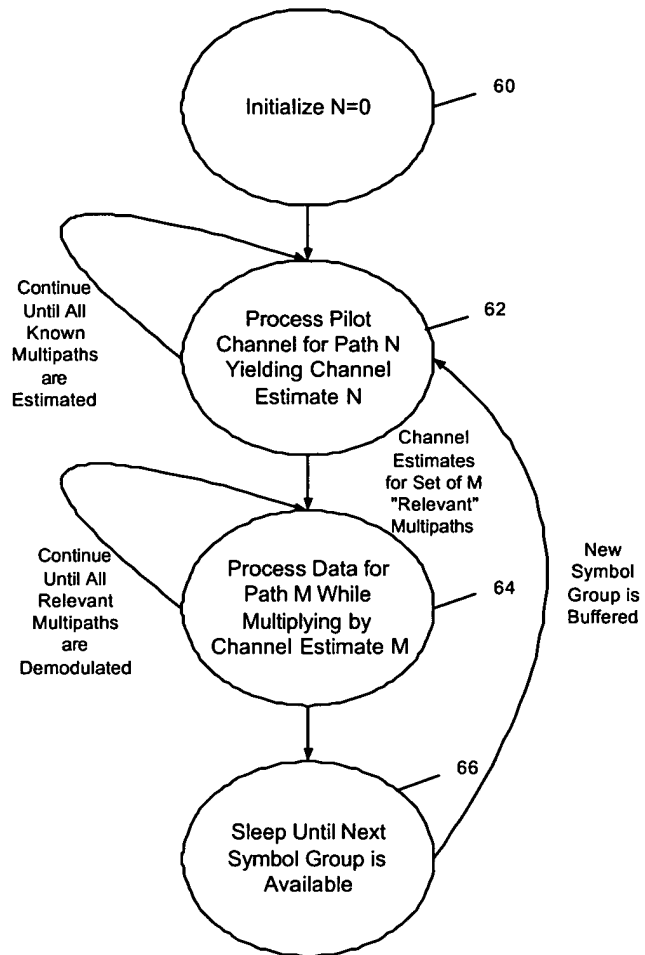 60
Initialize N=0
Continue
Until All
Known
Multipaths
are
Estimated
62
Process Pilot
Channel for Path N
Yielding Channel
Estimate N
Channel
Estimates
for Set of M
"Relevant"
Multipaths
Continue
Until All
Relevant
Multipaths
are
Demodulated
Process Data for
Path M While
Multiplying by
Channel Estimate M
64
New
Symbol
Group is
Buffered
66
Sleep Until Next
Symbol Group is
Available